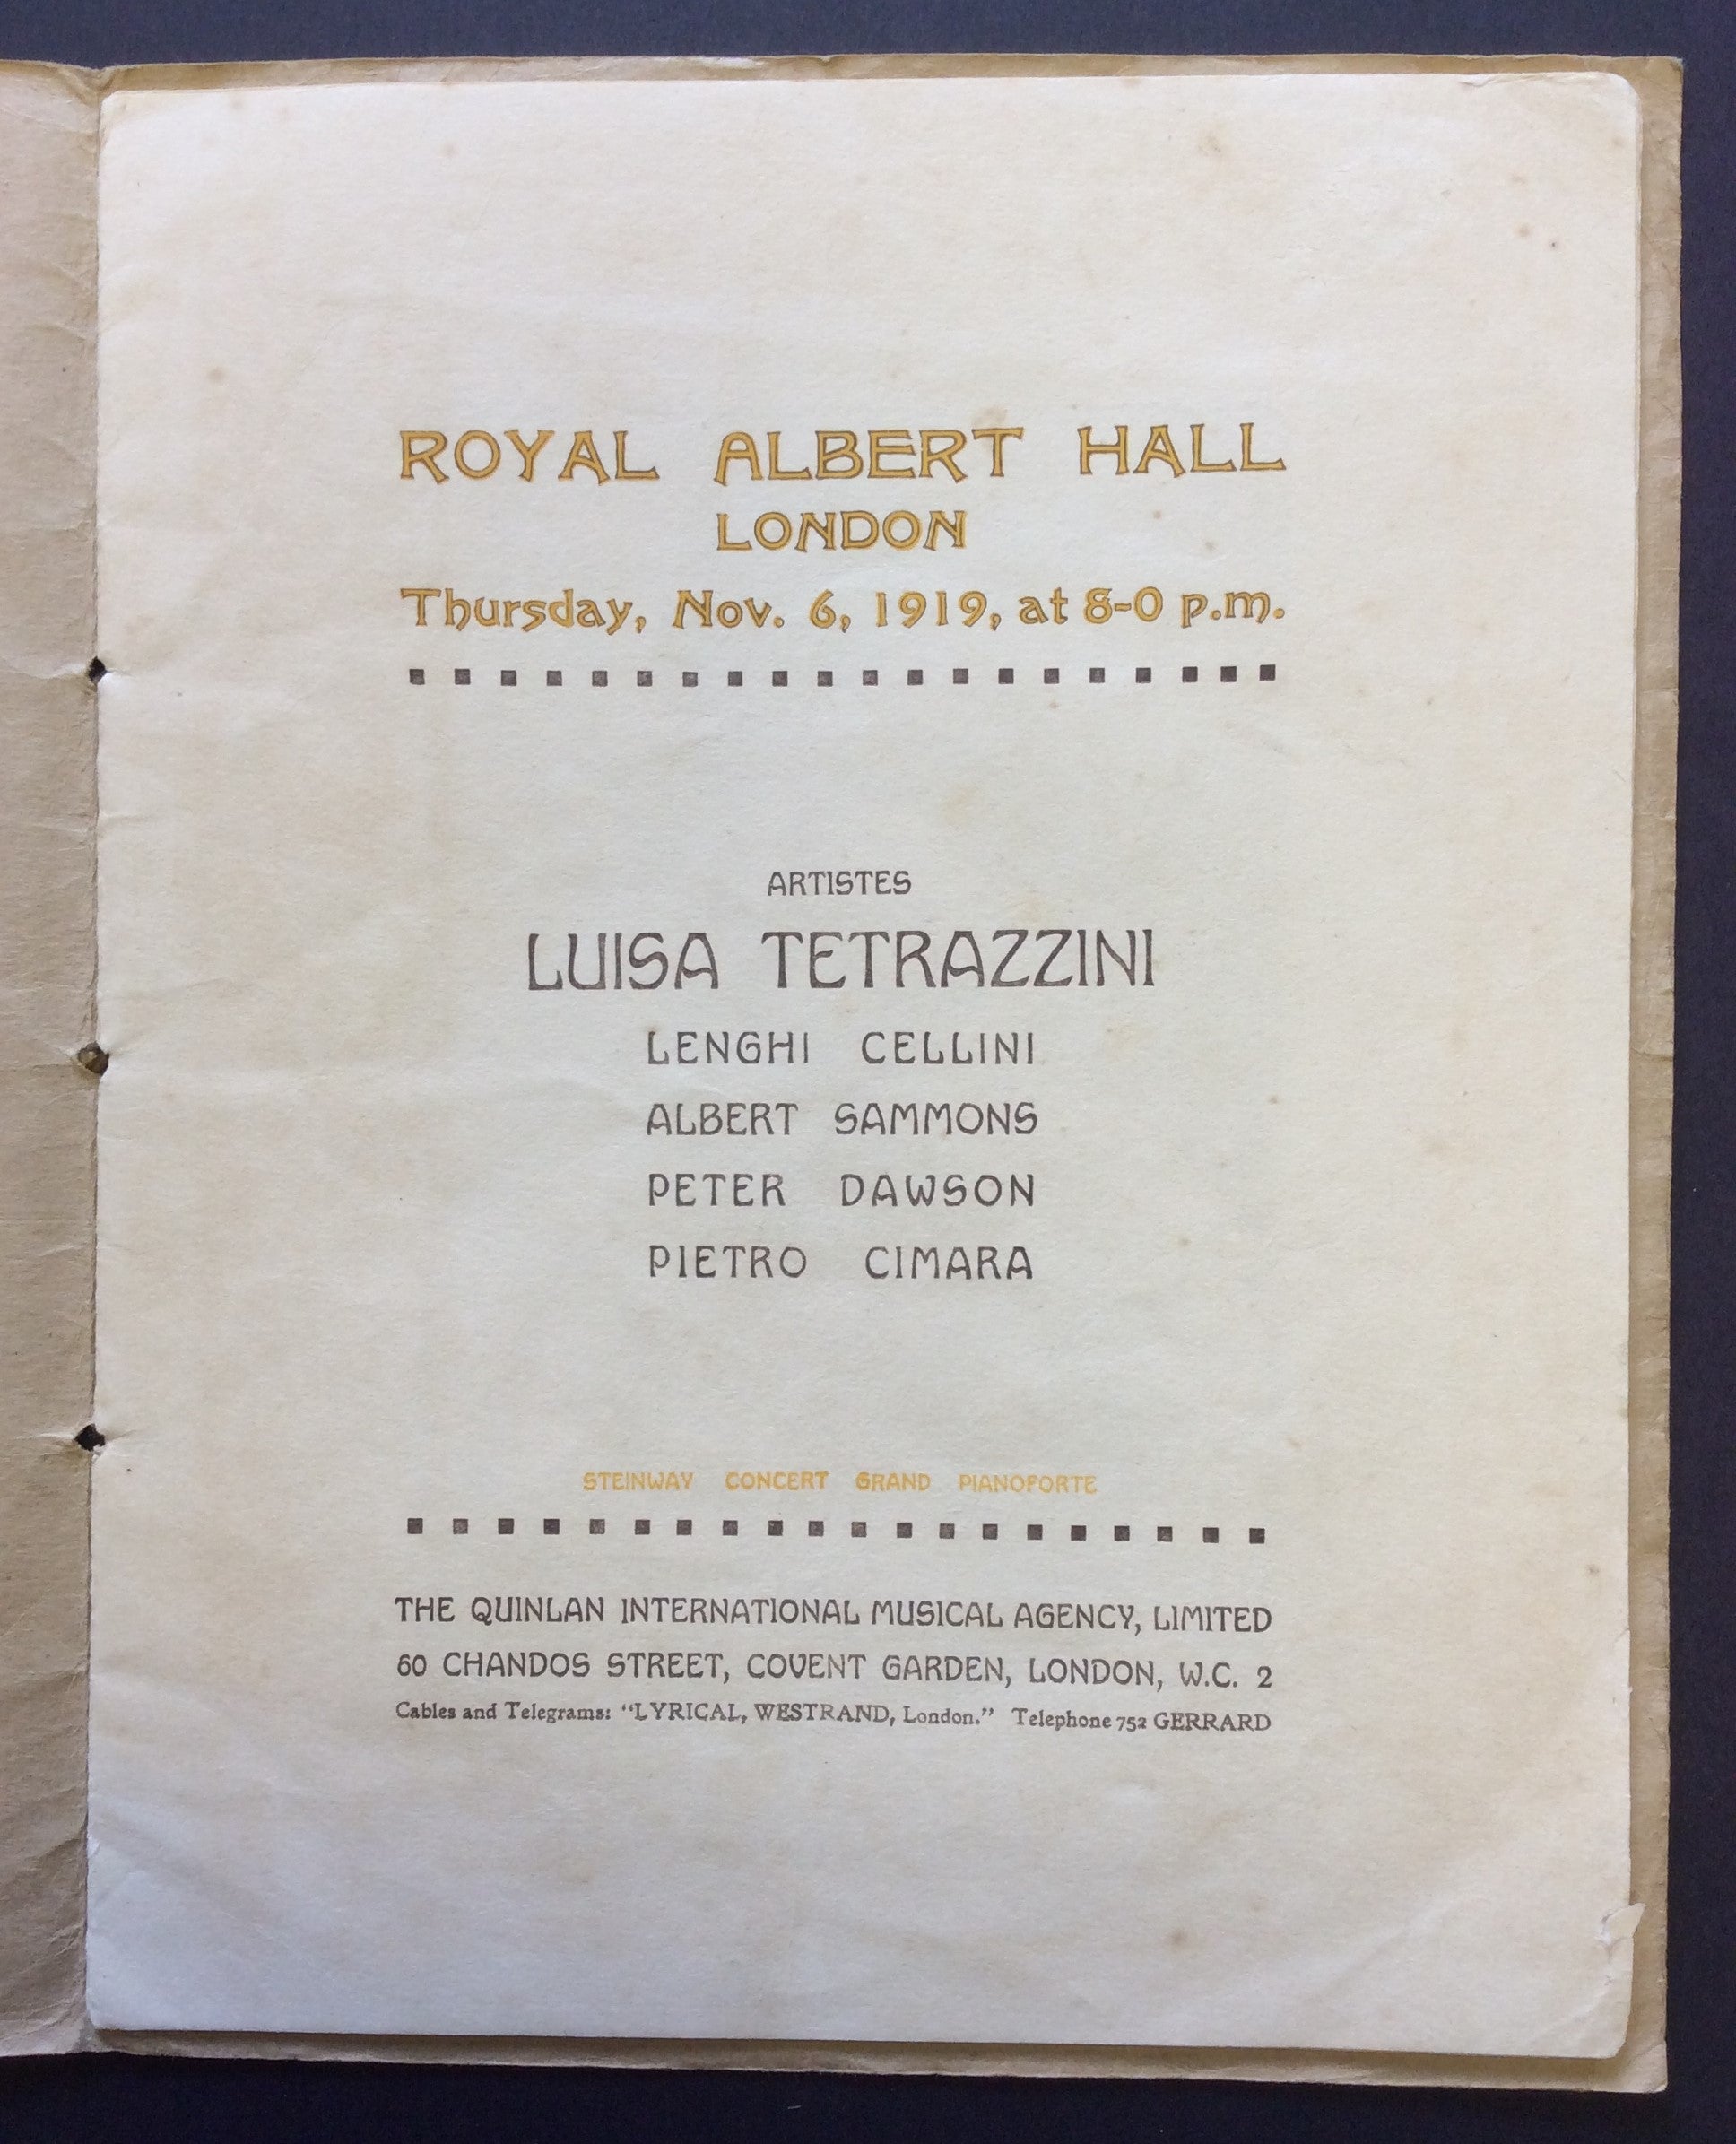 ROYAL ALBERT HALL
LONDON
Thursday, Nov. 6, 1919, at 8-0 p.m.
ARTISTES
LUISA TETRAZZINI
LENGHI CELLINI
ALBERT SAMMONS
PETER DAWSON
PIETRO CIMARA
STEINWAY CONCERT GRAND PIANOFORTE
THE QUINLAN INTERNATIONAL MUSICAL AGENCY, LIMITED
60 CHANDOS STREET, COVENT GARDEN, LONDON, W.C. 2
Cables and Telegrams: “LYRICAL, WESTRAND, London.” Telephone 752 GERRARD